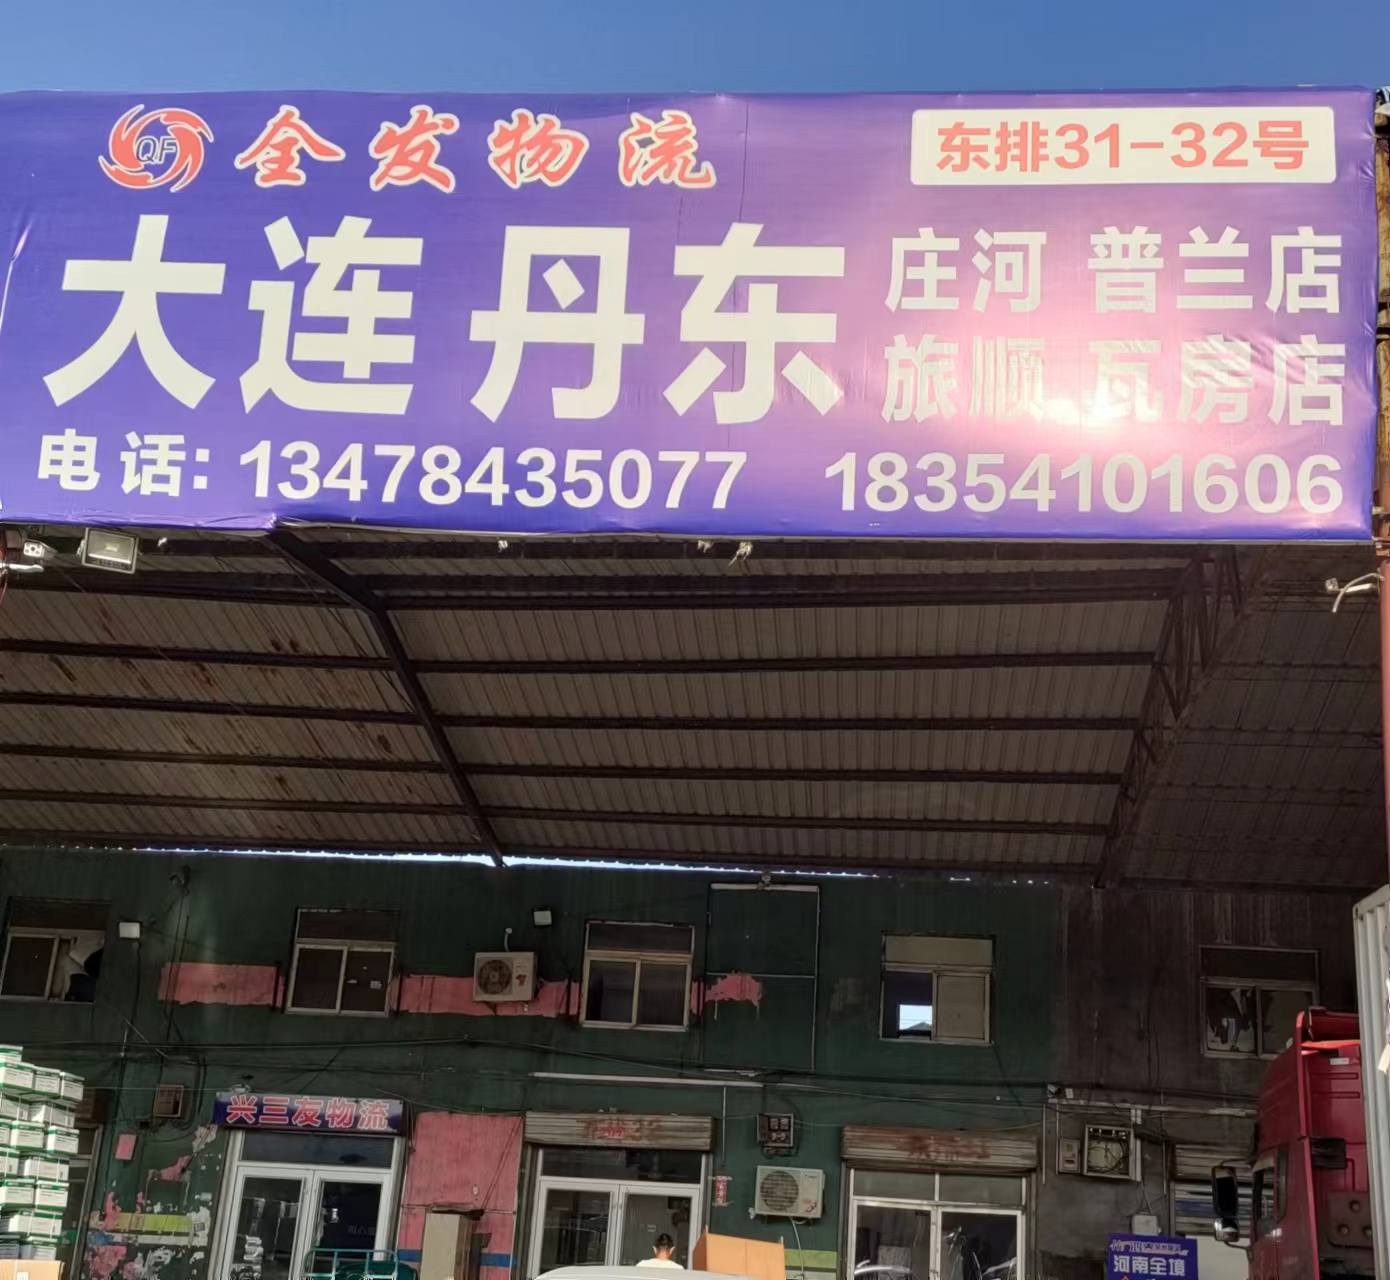 QF 全发物流
东排31-32号
大连 丹东
庄河 普兰店
旅顺 瓦房店
电话: 13478435077 18354101606
兴三友物流
河南全境